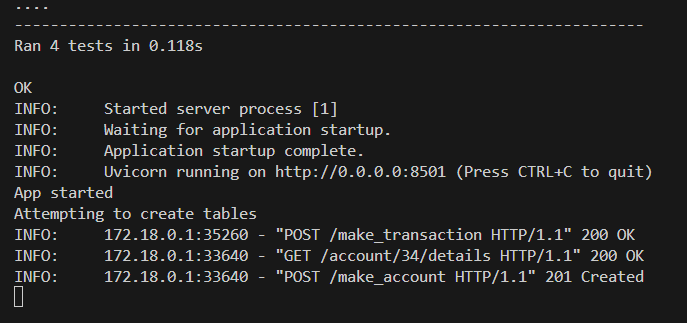 ....
----------------------------------------------------------------------
Ran 4 tests in 0.118s
OK
INFO:     Started server process [1]
INFO:     Waiting for application startup.
INFO:     Application startup complete.
INFO:     Uvicorn running on http://0.0.0.0:8501 (Press CTRL+C to quit)
App started
Attempting to create tables
INFO:     172.18.0.1:35260 - "POST /make_transaction HTTP/1.1" 200 OK
INFO:     172.18.0.1:33640 - "GET /account/34/details HTTP/1.1" 200 OK
INFO:     172.18.0.1:33640 - "POST /make_account HTTP/1.1" 201 Created